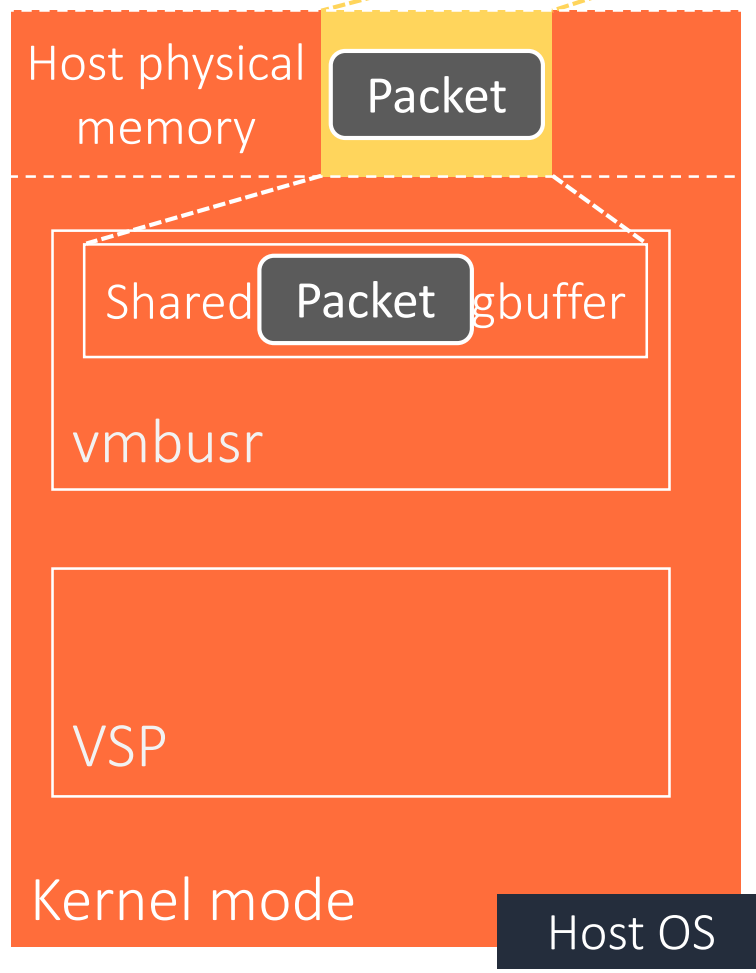 Host physical
memory
Packet
Shared Packet gbuffer
vmbusr
VSP
Kernel mode
Host OS